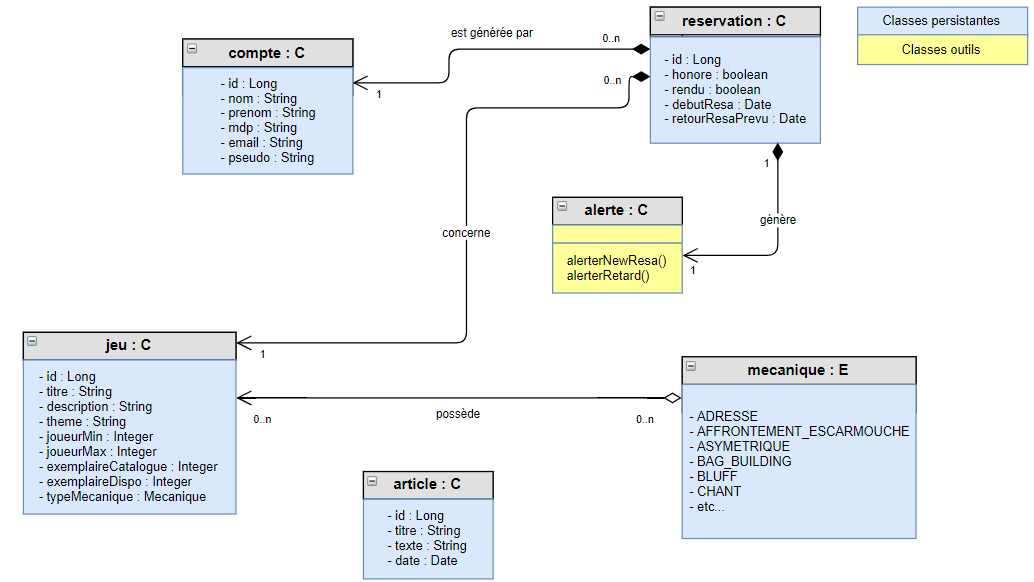 compte : C
- id : Long
- nom : String
- prenom : String
- mdp : String
- email : String
- pseudo : String
est générée par
0..n
1
0..n
reservation : C
- id : Long
- honore : boolean
- rendu : boolean
- debutResa : Date
- retourResaPrevu : Date
Classes persistantes
Classes outils
1
génère
1
alerte : C
alerterNewResa()
alerterRetard()
concerne
1
jeu : C
- id : Long
- titre : String
- description : String
- theme : String
- joueurMin : Integer
- joueurMax : Integer
- exemplaireCatalogue : Integer
- exemplaireDispo : Integer
- typeMecanique : Mecanique
0..n
possède
0..n
mecanique : E
- ADRESSE
- AFFRONTEMENT_ESCARMOUCHE
- ASYMETRIQUE
- BAG_BUILDING
- BLUFF
- CHANT
- etc...
article : C
- id : Long
- titre : String
- texte : String
- date : Date